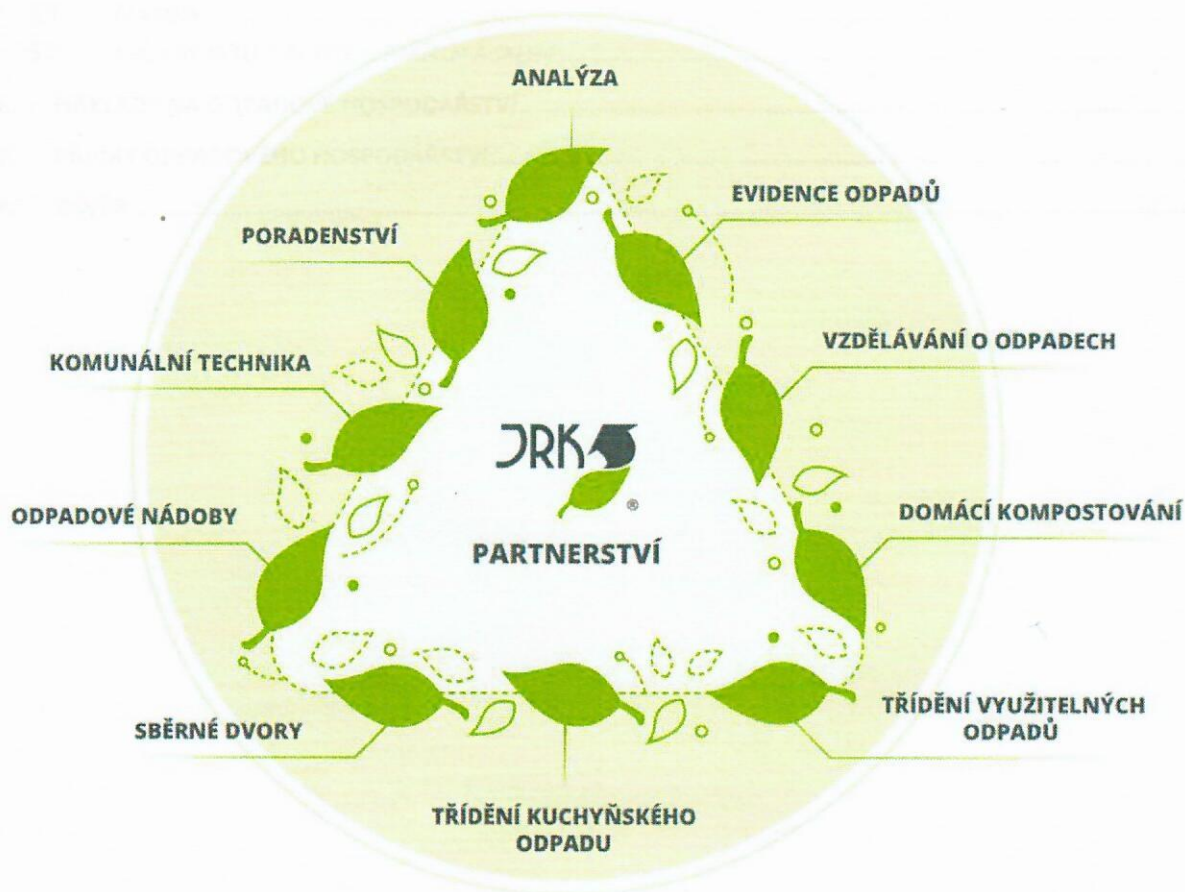 ANALÝZA
EVIDENCE ODPADŮ
PORADENSTVÍ
VZDĚLÁVÁNÍ O ODPADECH
KOMUNÁLNÍ TECHNIKA
JRK
®
ODPADOVÉ NÁDOBY
DOMÁCÍ KOMPOSTOVÁNÍ
PARTNERSTVÍ
TŘÍDĚNÍ VYUŽITELNÝCH
ODPADŮ
SBĚRNÉ DVORY
TŘÍDĚNÍ KUCHYŇSKÉHO
ODPADU